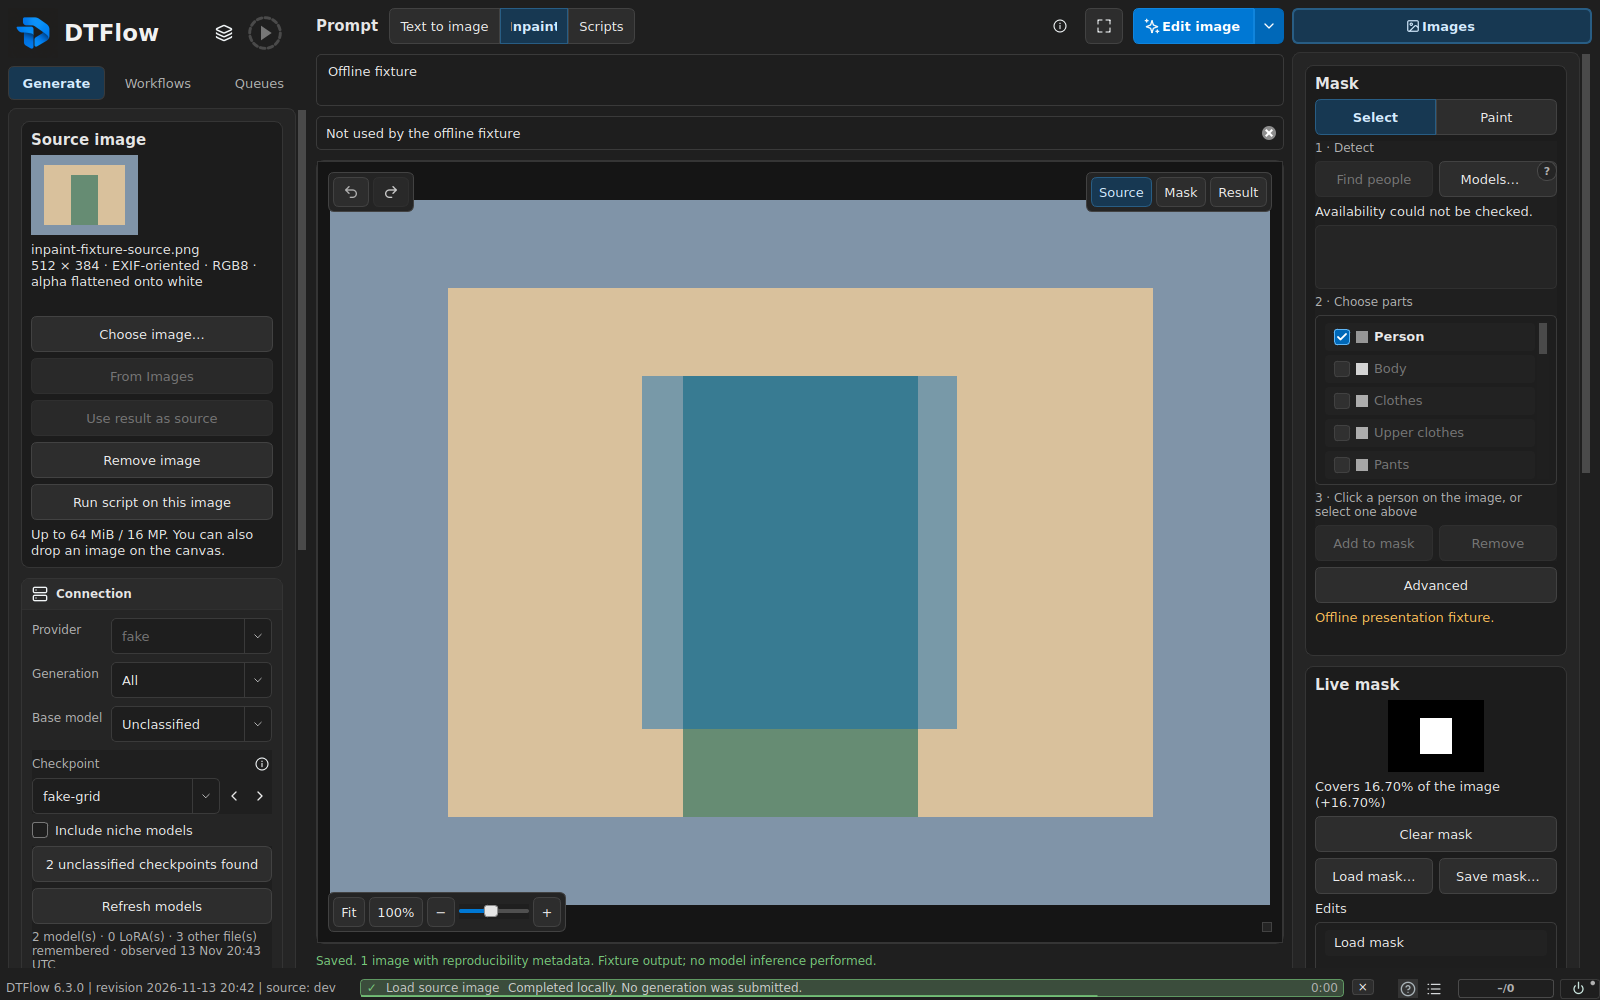 DTFlow
Generate
Workflows
Queues
Source image
inpaint-fixture-source.png
512 × 384 · EXIF-oriented · RGB8 ·
alpha flattened onto white
Choose image...
From Images
Use result as source
Remove image
Run script on this image
Up to 64 MiB / 16 MP. You can also
drop an image on the canvas.
Connection
Provider
fake
Generation
All
Base model
Unclassified
Checkpoint
fake-grid
Include niche models
2 unclassified checkpoints found
Refresh models
2 model(s) · 0 LoRA(s) · 3 other file(s)
remembered · observed 13 Nov 20:43
UTC
Prompt
Text to image
Inpaint
Scripts
Edit image
Offline fixture
Not used by the offline fixture
Source
Mask
Result
Fit
100%
−
+
Saved. 1 image with reproducibility metadata. Fixture output; no model inference performed.
Images
Mask
Select
Paint
1 · Detect
Find people
Models...
?
Availability could not be checked.
2 · Choose parts
Person
Body
Clothes
Upper clothes
Pants
3 · Click a person on the image, or
select one above
Add to mask
Remove
Advanced
Offline presentation fixture.
Live mask
Covers 16.70% of the image
(+16.70%)
Clear mask
Load mask...
Save mask...
Edits
Load mask
DTFlow 6.3.0 | revision 2026-11-13 20:42 | source: dev
✓ Load source image Completed locally. No generation was submitted.
0:00
–/0